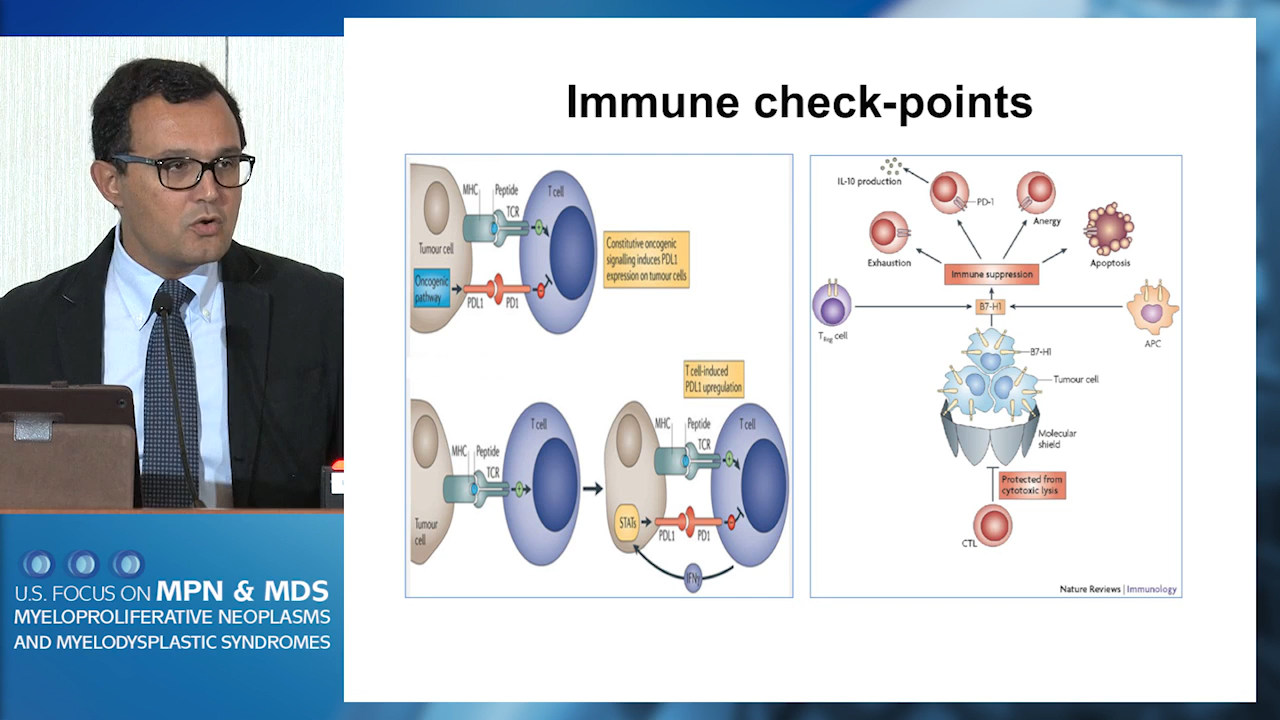 Immune check-points
MHC
Peptide
TCR
T cell
Tumour cell
Oncogenic
pathway
PDL1
PD1
Constitutive oncogenic
signalling induces PDL1
expression on tumour cells
T cell-induced
PDL1 upregulation
MHC
Peptide
TCR
T cell
Tumour
cell
MHC
Peptide
TCR
T cell
STATs
PDL1
PD1
IFNγ
IL-10 production
PD-1
Anergy
Exhaustion
Apoptosis
Immune suppression
B7-H1
TReg cell
APC
B7-H1
Tumour cell
Molecular
shield
Protected from
cytotoxic lysis
CTL
Nature Reviews | Immunology
U.S. FOCUS ON MPN & MDS
MYELOPROLIFERATIVE NEOPLASMS
AND MYELODYSPLASTIC SYNDROMES